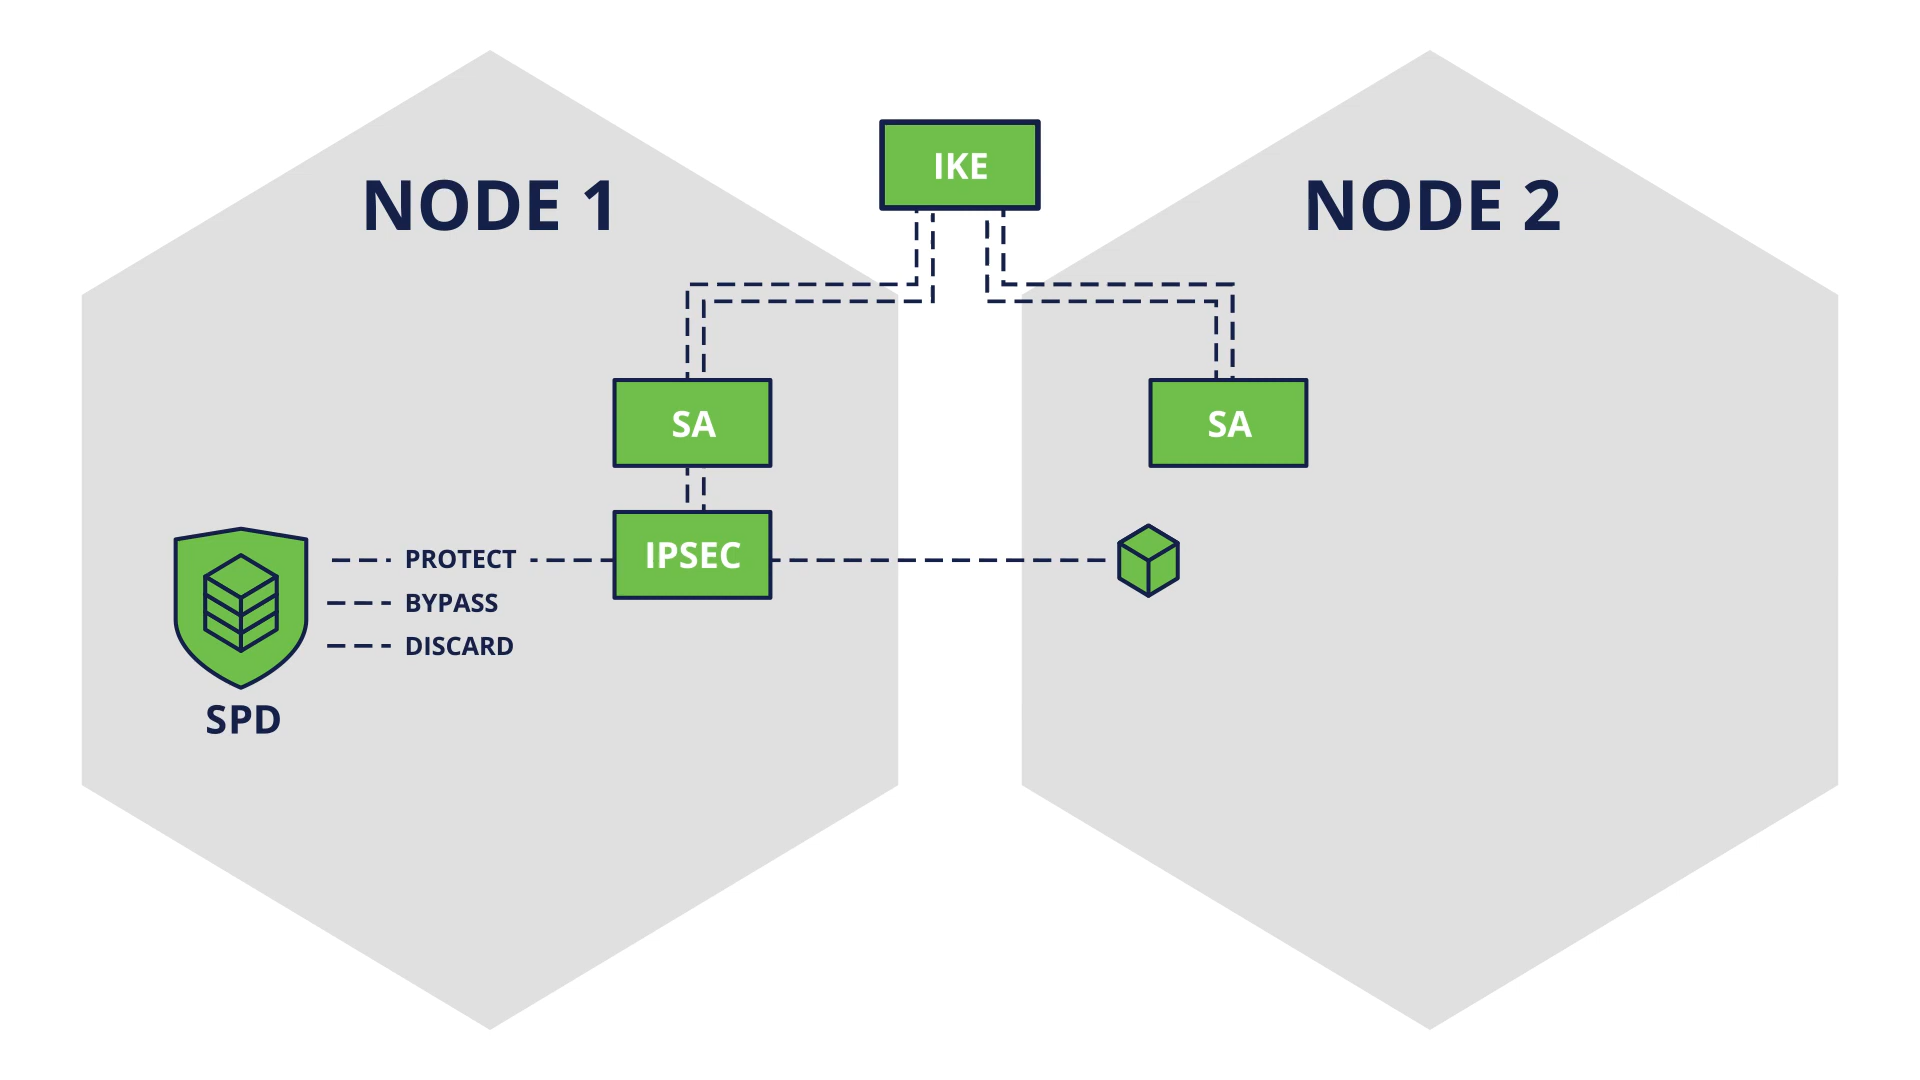 IKE
NODE 1
NODE 2
SA
SA
IPSEC
PROTECT
BYPASS
DISCARD
SPD